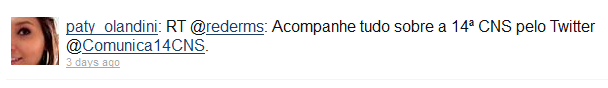 paty_olandini: RT @rederms: Acompanhe tudo sobre a 14ª CNS pelo Twitter
@Comunica14CNS.
3 days ago